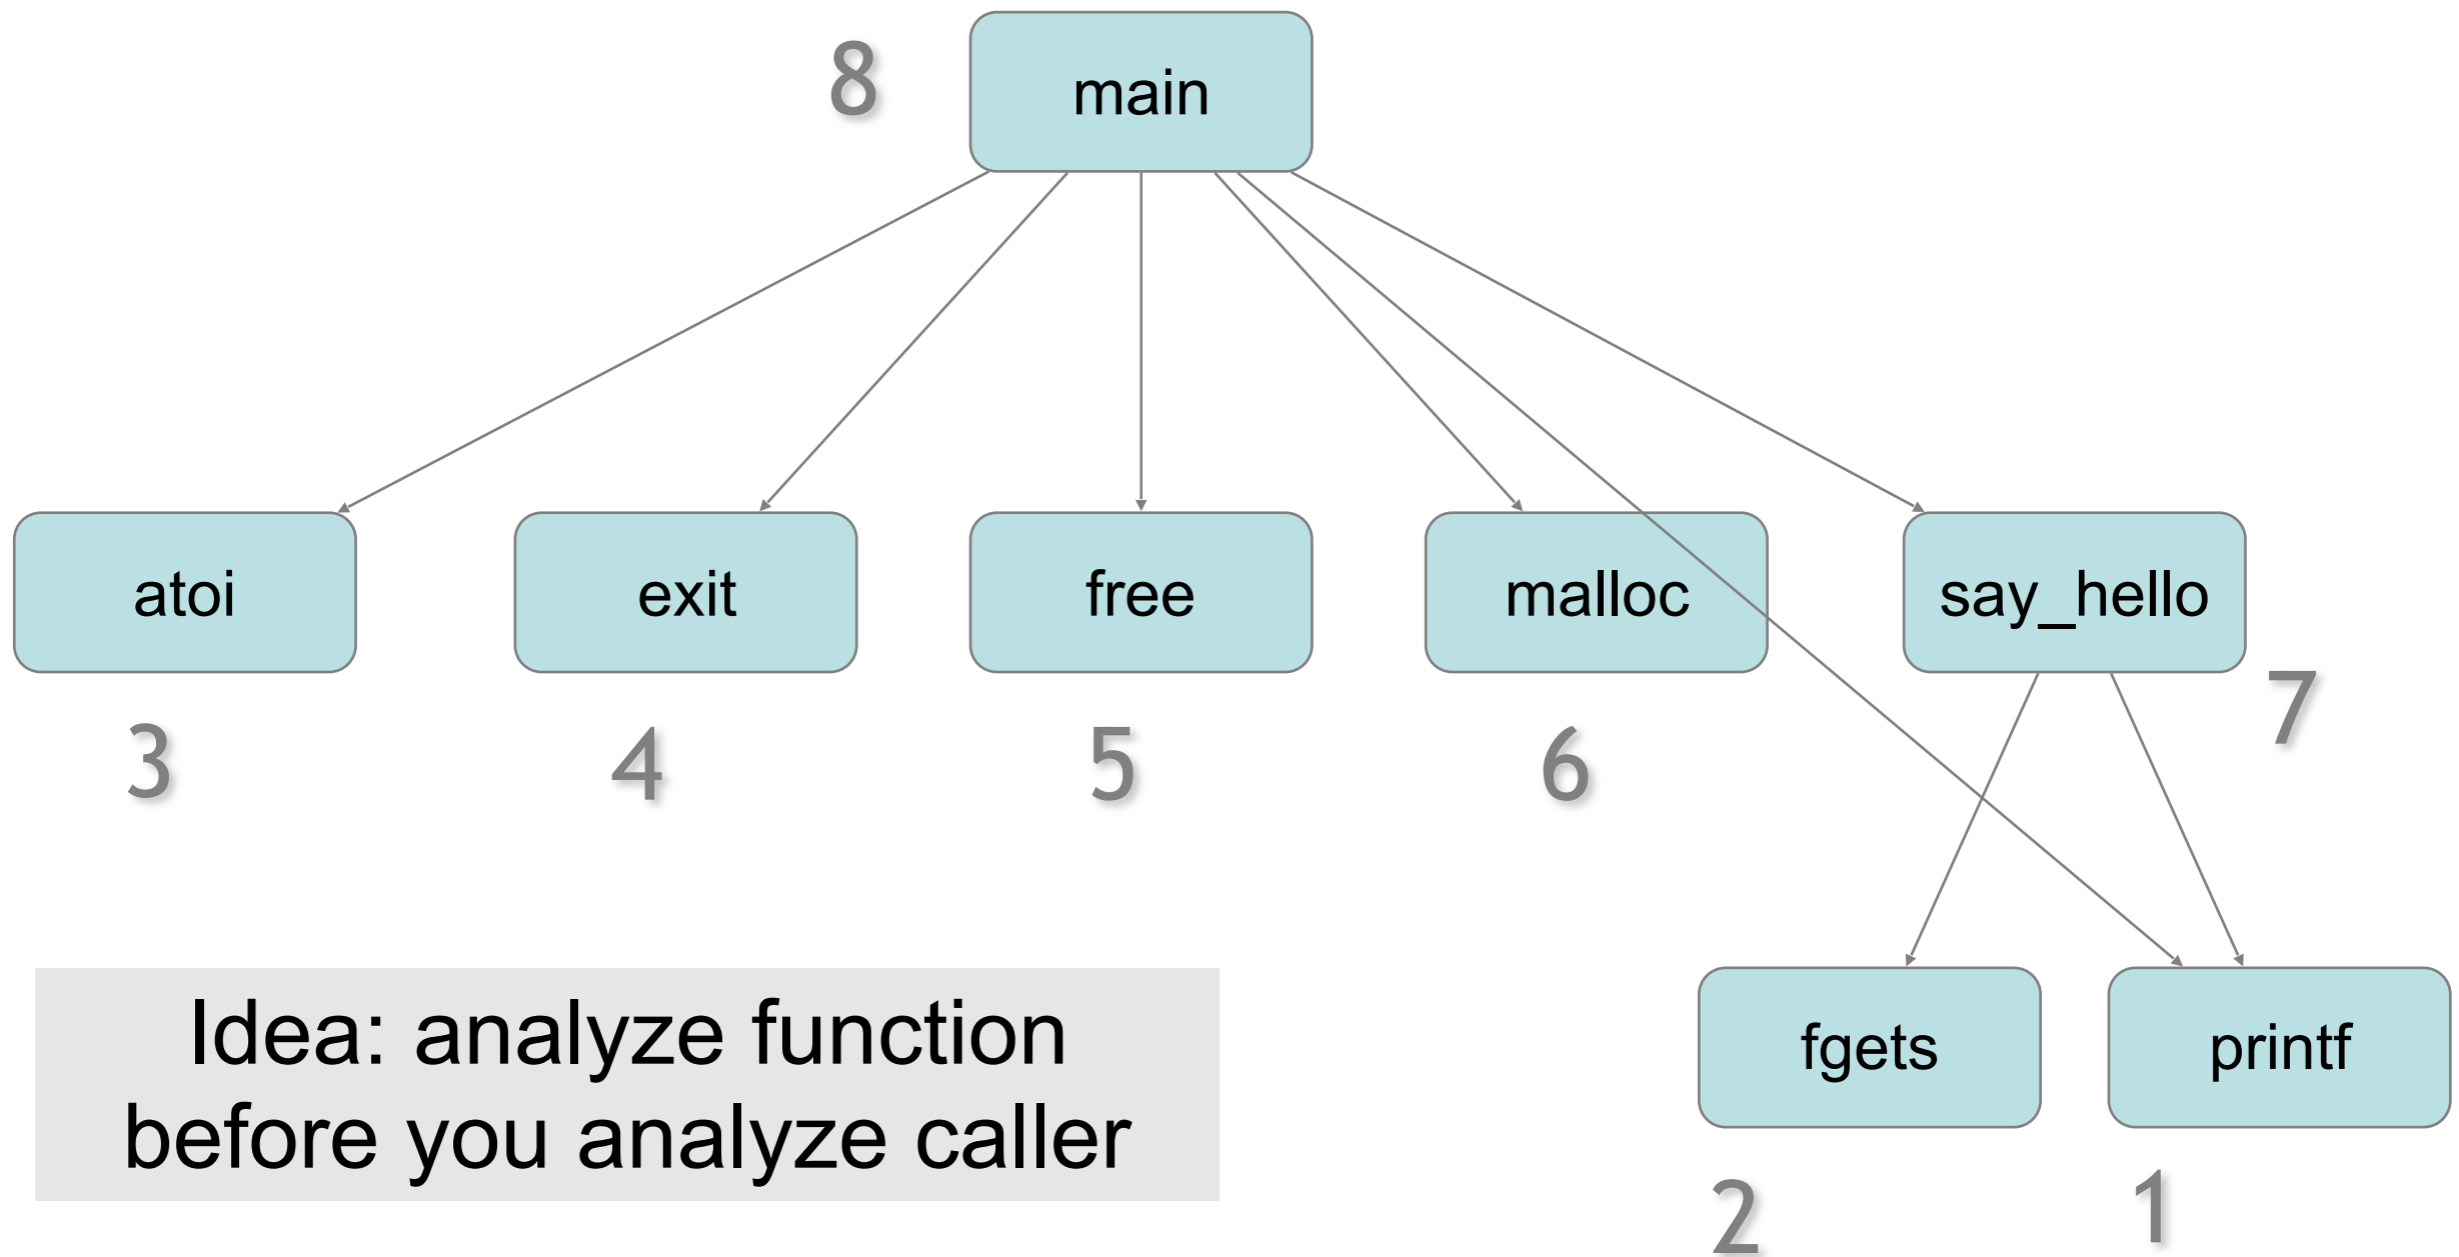 8
main
atoi
exit
free
malloc
say_hello
3
4
5
6
7
Idea: analyze function
before you analyze caller
fgets
printf
2
1